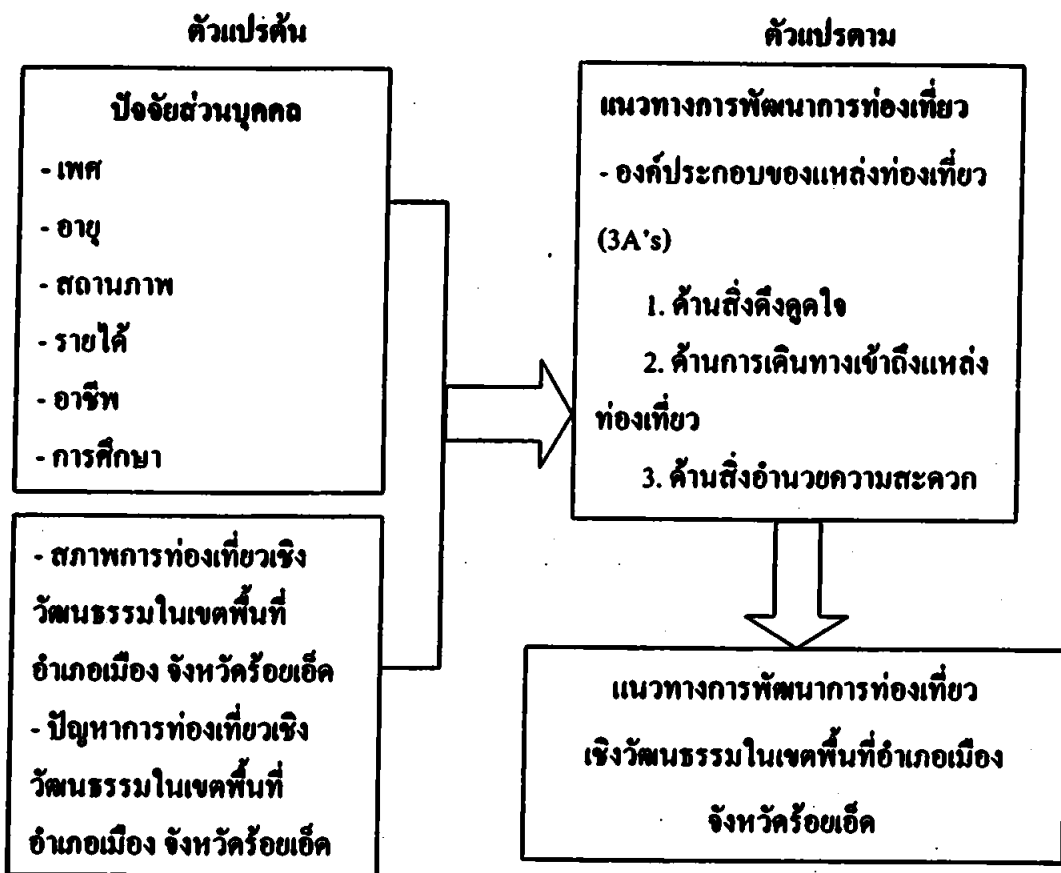 ตัวแปรต้น
ปัจจัยส่วนบุคคล
- เพศ
- อายุ
- สถานภาพ
- รายได้
- อาชีพ
- การศึกษา
- สภาพการท่องเที่ยวเชิง
วัฒนธรรมในเขตพื้นที่
อำเภอเมือง จังหวัดร้อยเอ็ด
- ปัญหาการท่องเที่ยวเชิง
วัฒนธรรมในเขตพื้นที่
อำเภอเมือง จังหวัดร้อยเอ็ด
ตัวแปรตาม
แนวทางการพัฒนาการท่องเที่ยว
- องค์ประกอบของแหล่งท่องเที่ยว
(3A's)
1. ด้านสิ่งดึงดูดใจ
2. ด้านการเดินทางเข้าถึงแหล่ง
ท่องเที่ยว
3. ด้านสิ่งอำนวยความสะดวก
แนวทางการพัฒนาการท่องเที่ยว
เชิงวัฒนธรรมในเขตพื้นที่อำเภอเมือง
จังหวัดร้อยเอ็ด